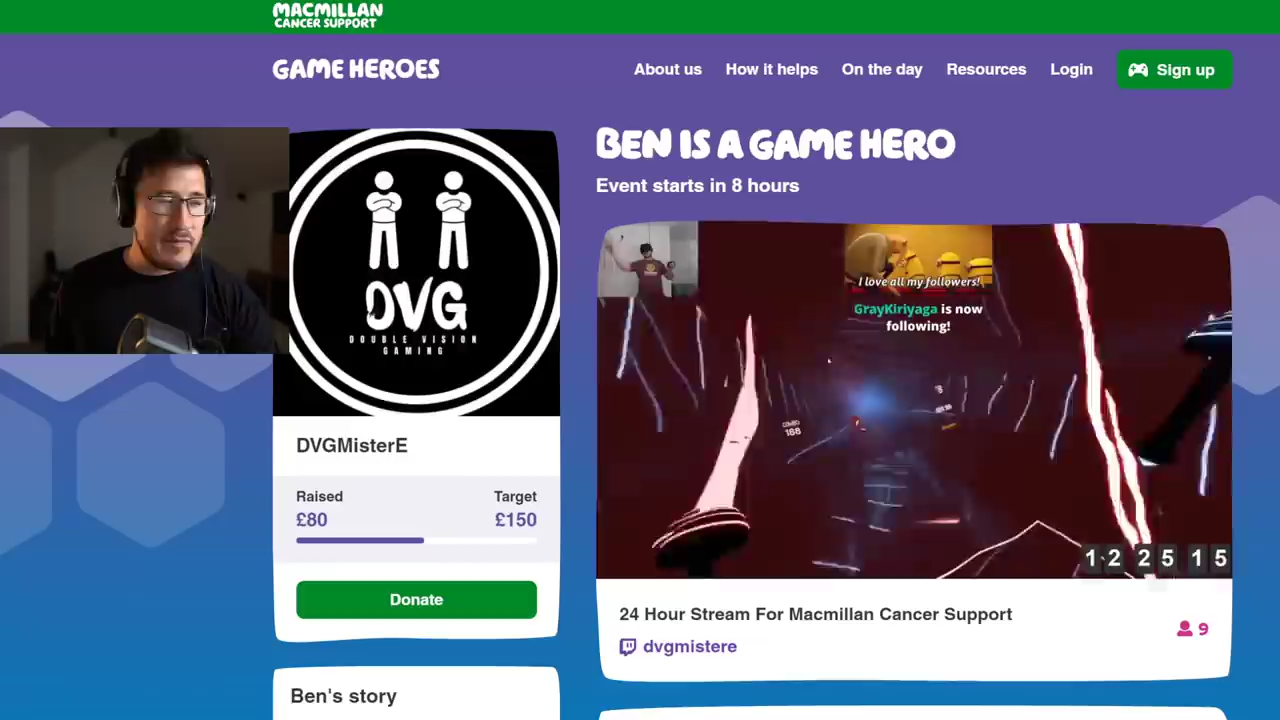 MACMILLAN
CANCER SUPPORT
GAME HEROES
About us
How it helps
On the day
Resources
Login
Sign up
BEN IS A GAME HERO
Event starts in 8 hours
DVG
DOUBLE VISION
GAMING
DVGMisterE
Raised
Target
£80
£150
Donate
Ben's story
I love all my followers!
GrayKiriyaga is now
following!
COMBO
168
12 25 15
24 Hour Stream For Macmillan Cancer Support
dvgmistere
9